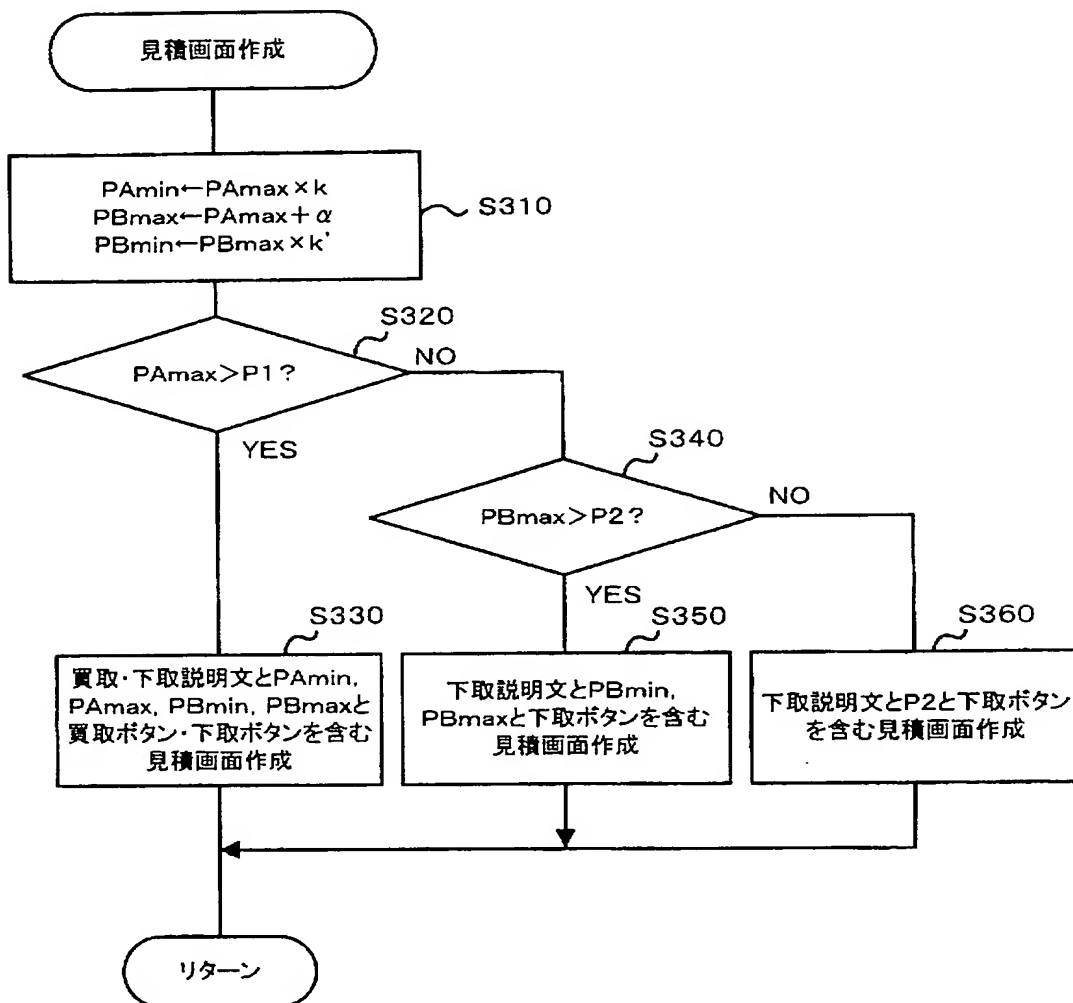 見積画面作成
PAmin←PAmax×k
PBmax←PAmax+α
PBmin←PBmax×k'
S310
S320
PAmax>P1?
NO
YES
S340
PBmax>P2?
NO
YES
S330
買取・下取説明文とPAmin,
PAmax, PBmin, PBmaxと
買取ボタン・下取ボタンを含む
見積画面作成
S350
下取説明文とPBmin,
PBmaxと下取ボタンを含む
見積画面作成
S360
下取説明文とP2と下取ボタン
を含む見積画面作成
リターン